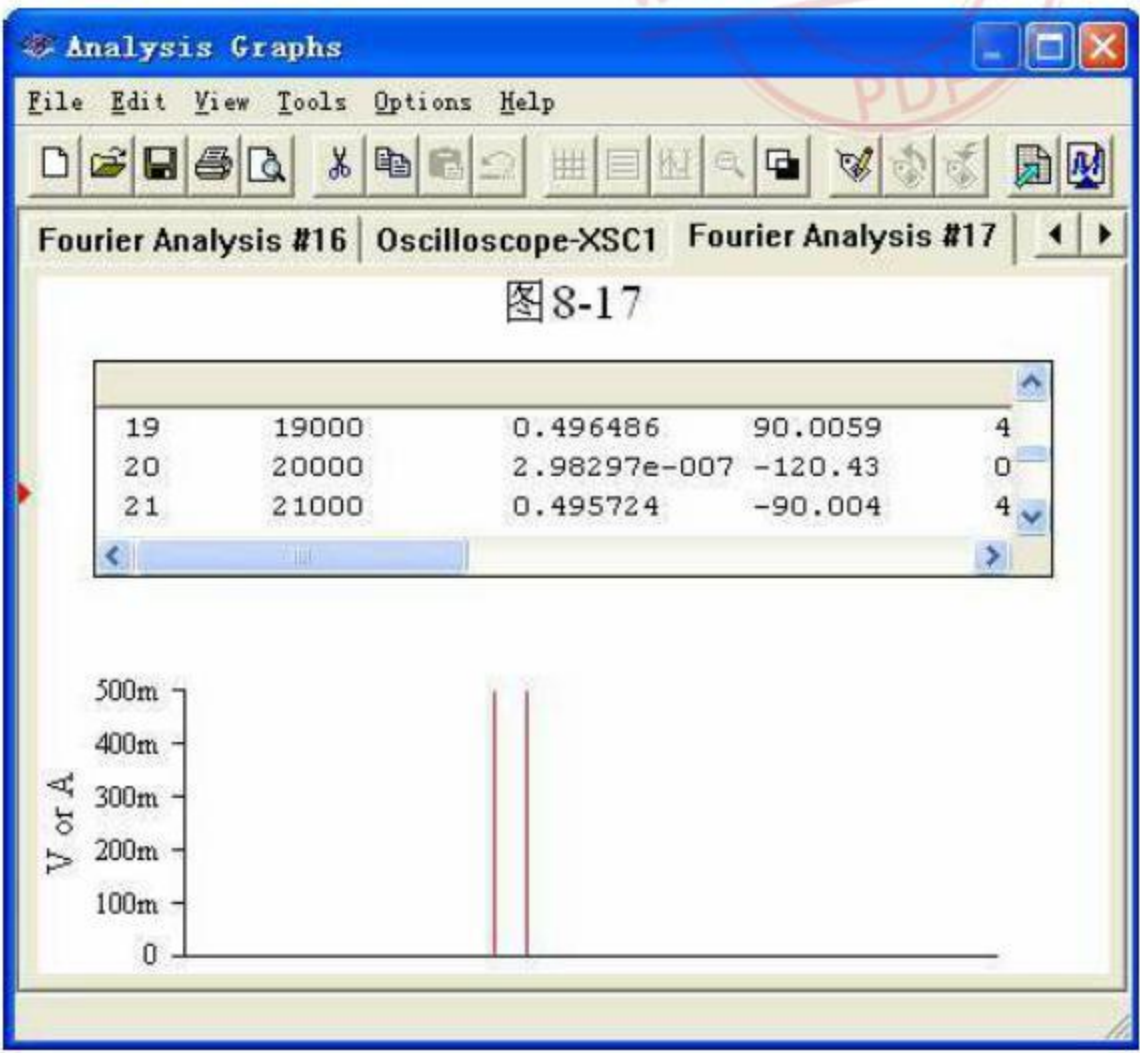 Analysis Graphs
File Edit View Tools Options Help
Fourier Analysis #16 Oscilloscope-XSC1 Fourier Analysis #17
图8-17
19 19000 0.496486 90.0059 4
20 20000 2.98297e-007 -120.43 0
21 21000 0.495724 -90.004 4
500m
400m
300m
200m
100m
0
V or A
PDF